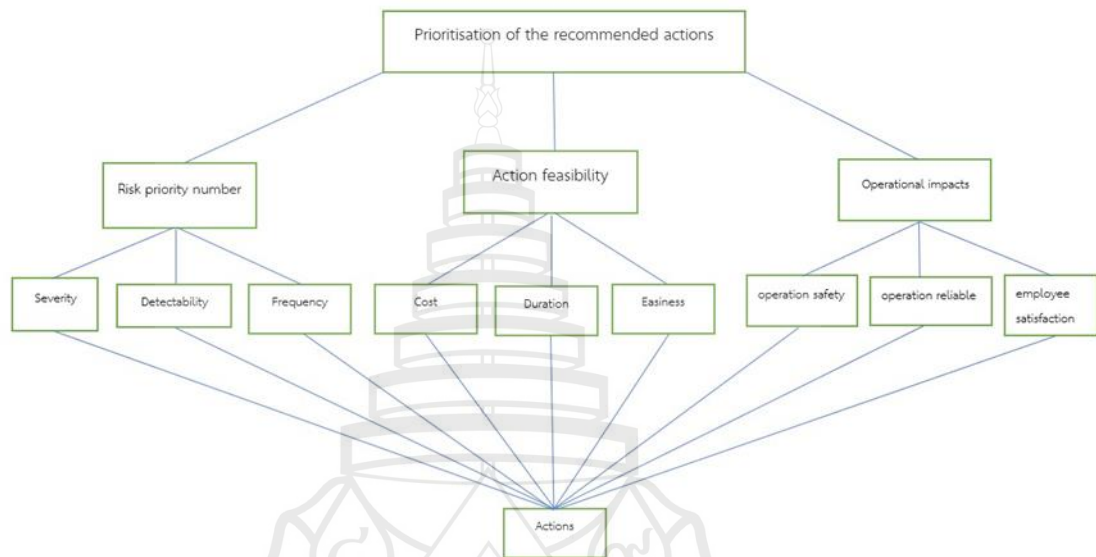 Prioritisation of the recommended actions
Risk priority number
Action feasibility
Operational impacts
Severity
Detectability
Frequency
Cost
Duration
Easiness
operation safety
operation reliable
employee
satisfaction
Actions